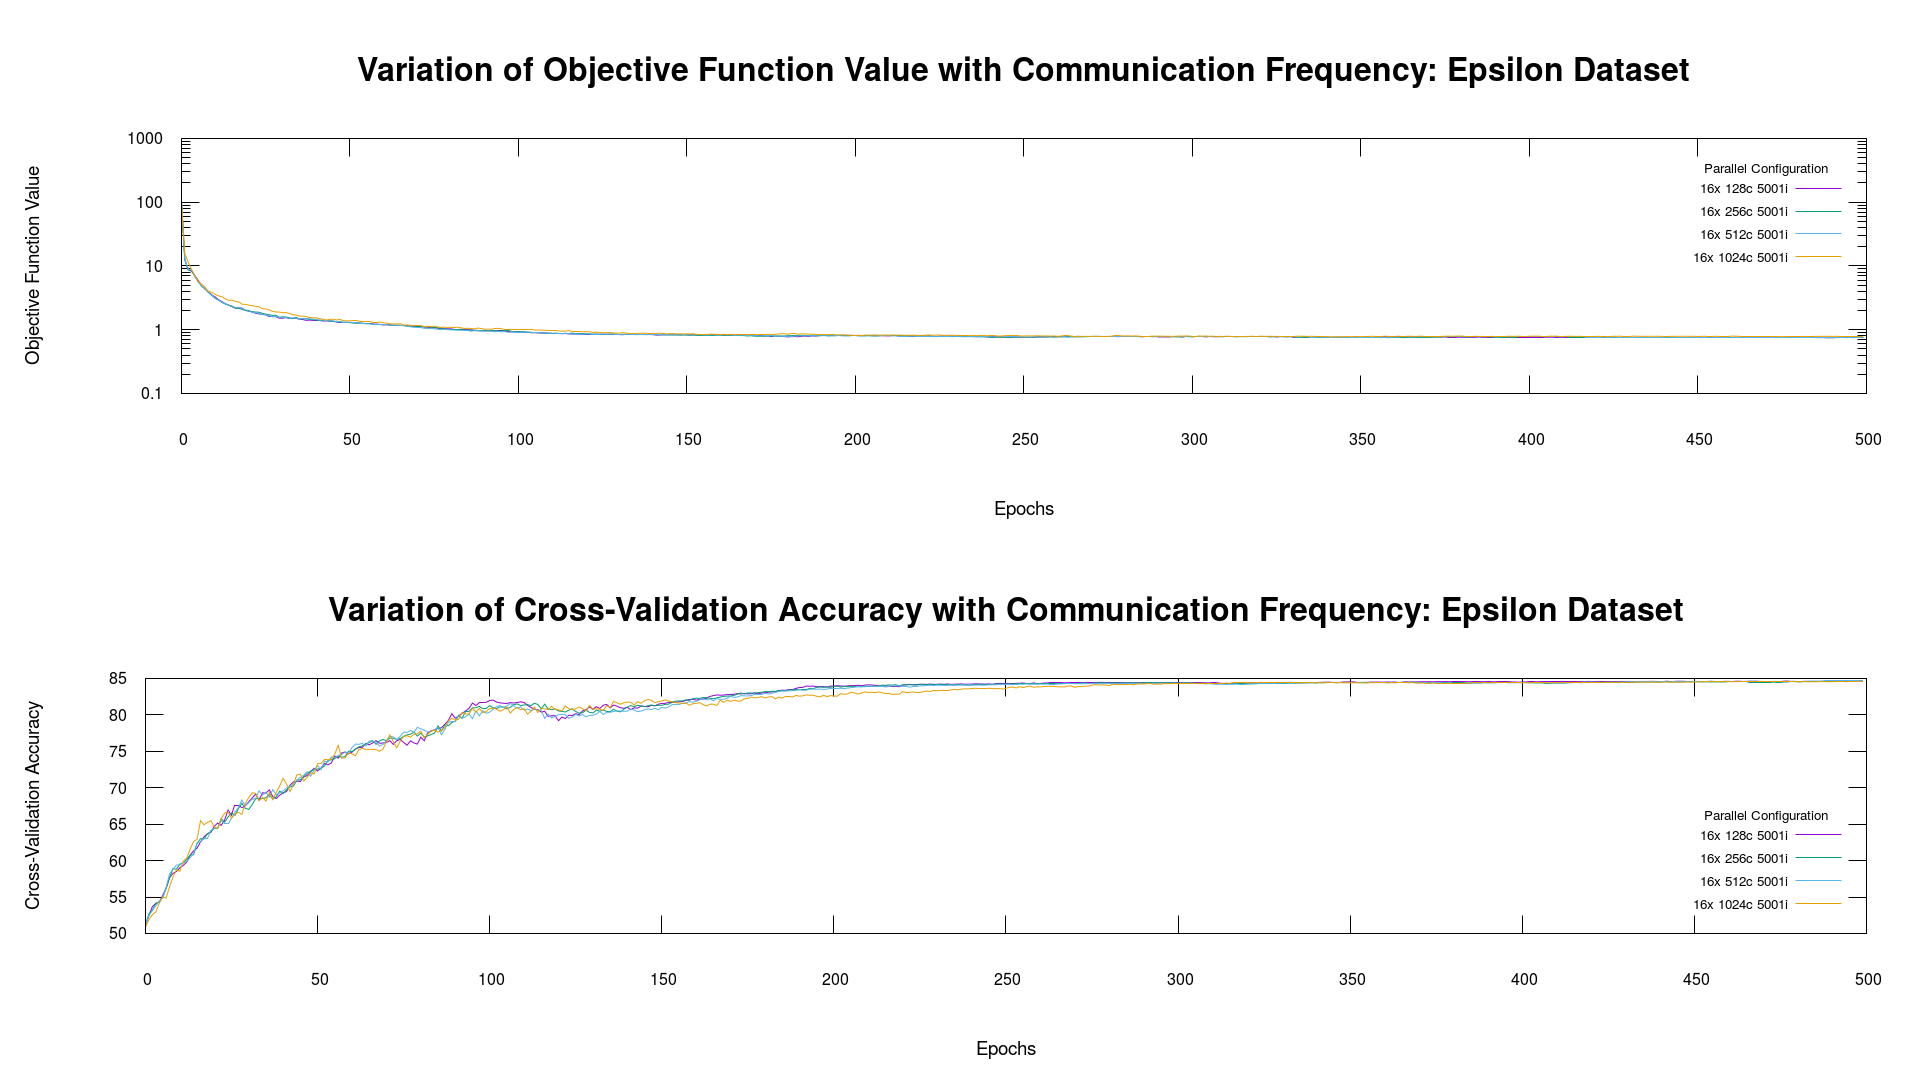 Variation of Objective Function Value with Communication Frequency: Epsilon Dataset
Objective Function Value
1000
100
10
1
0.1
Parallel Configuration
16x 128c 5001i
16x 256c 5001i
16x 512c 5001i
16x 1024c 5001i
0 50 100 150 200 250 300 350 400 450 500
Epochs
Variation of Cross-Validation Accuracy with Communication Frequency: Epsilon Dataset
Cross-Validation Accuracy
85
80
75
70
65
60
55
50
Parallel Configuration
16x 128c 5001i
16x 256c 5001i
16x 512c 5001i
16x 1024c 5001i
0 50 100 150 200 250 300 350 400 450 500
Epochs